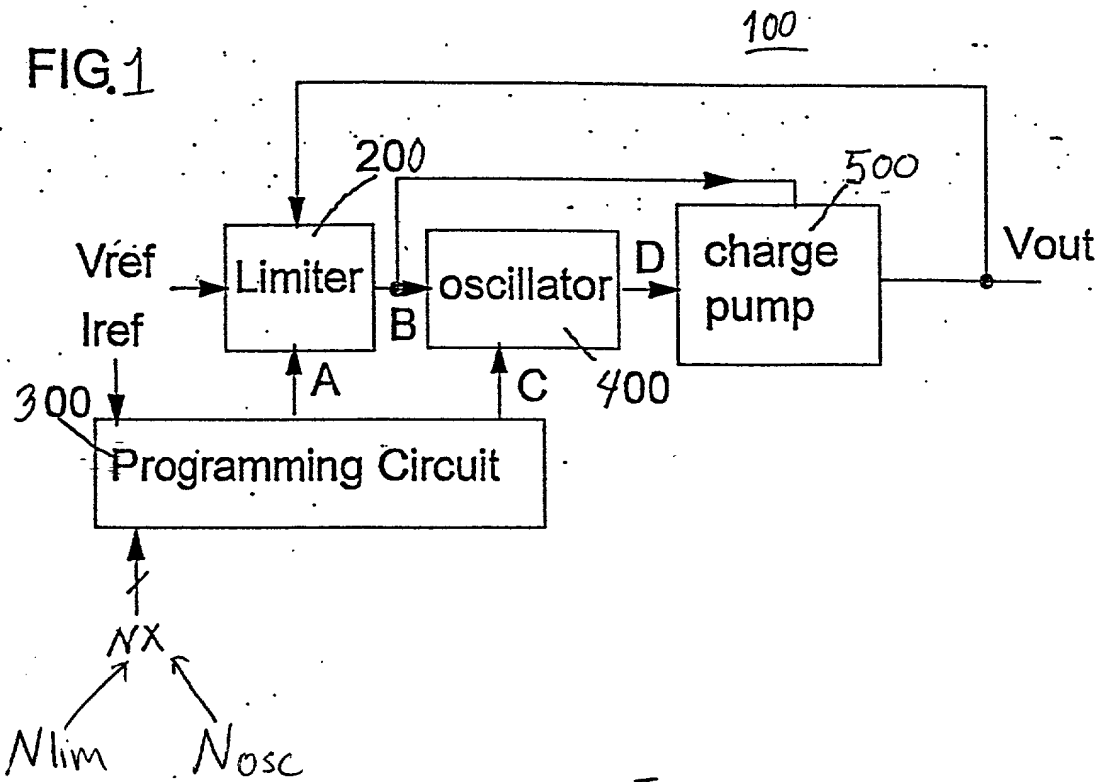 100
FIG.1
200
500
Vref
Limiter
B
oscillator
D
charge
pump
Vout
Iref
A
C
400
300
Programming Circuit
NX
Nlim
Nosc